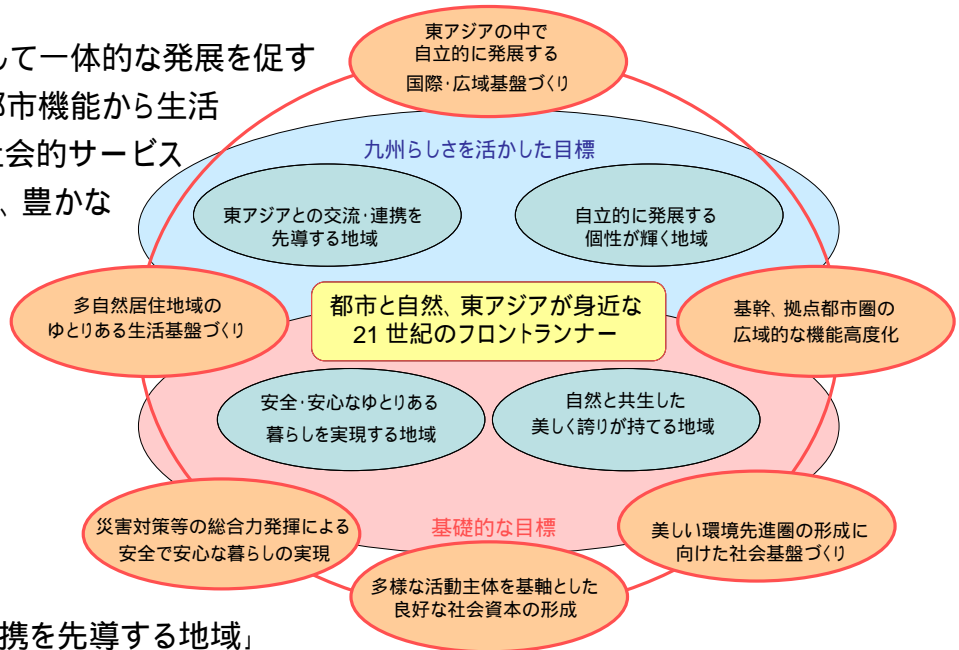 東アジアの中で
自立的に発展する
国際・広域基盤づくり
して一体的な発展を促す
都市機能から生活
社会的サービス
、豊かな
九州らしさを活かした目標
東アジアとの交流・連携を
先導する地域
自立的に発展する
個性が輝く地域
多自然居住地域の
ゆとりある生活基盤づくり
都市と自然、東アジアが身近な
21 世紀のフロントランナー
基幹、拠点都市圏の
広域的な機能高度化
安全・安心なゆとりある
暮らしを実現する地域
自然と共生した
美しく誇りが持てる地域
災害対策等の総合力発揮による
安全で安心な暮らしの実現
基礎的な目標
美しい環境先進圏の形成に
向けた社会基盤づくり
多様な活動主体を基軸とした
良好な社会資本の形成
携を先導する地域」